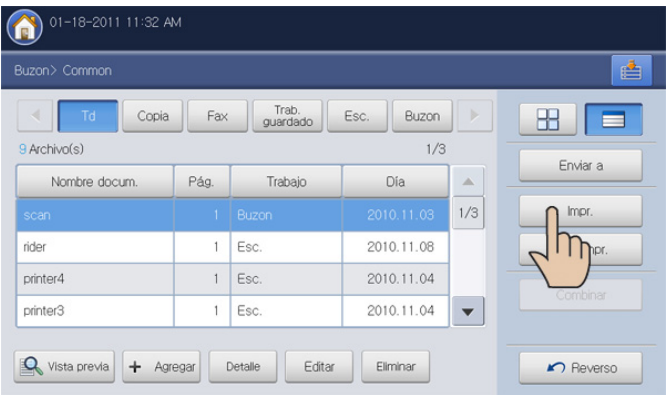 01-18-2011 11:32 AM
Buzon> Common
Td
Copia
Fax
Trab.
guardado
Esc.
Buzon
9 Archivo(s)
1/3
Nombre docum.
Pág.
Trabajo
Día
scan 1 Buzon 2010.11.03
1/3
rider 1 Esc. 2010.11.08
printer4 1 Esc. 2010.11.04
printer3 1 Esc. 2010.11.04
Vista previa
+ Agregar
Detalle
Editar
Eliminar
Enviar a
Impr.
Combinar
Reverso